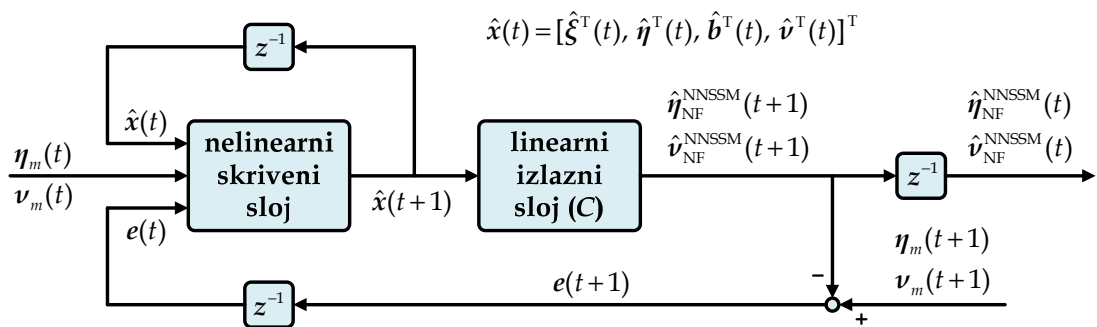 x̂(t) = [ξ̂ᵀ(t), η̂ᵀ(t), b̂ᵀ(t), ν̂ᵀ(t)]ᵀ
z⁻¹
x̂(t)
η_m(t)
ν_m(t)
e(t)
nelinearni
skriveni
sloj
x̂(t+1)
linearni
izlazni
sloj (C)
η̂_NF^NNSSM(t+1)
ν̂_NF^NNSSM(t+1)
z⁻¹
η̂_NF^NNSSM(t)
ν̂_NF^NNSSM(t)
η_m(t+1)
ν_m(t+1)
-
+
e(t+1)
z⁻¹